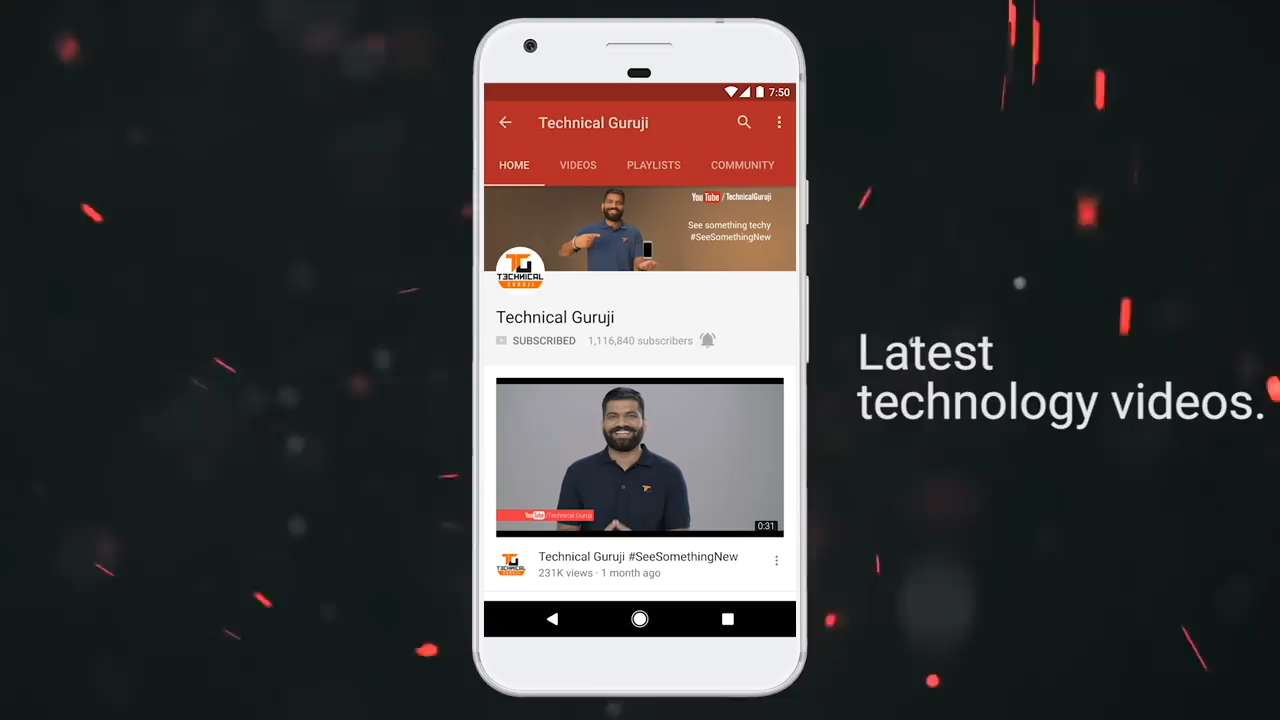 7:50
Technical Guruji
HOME VIDEOS PLAYLISTS COMMUNITY
YouTube /TechnicalGuruji
See something techy
#SeeSomethingNew
TECHNICAL
GURUJI
Technical Guruji
SUBSCRIBED 1,116,840 subscribers
YouTube /Technical Guruji
0:31
Technical Guruji #SeeSomethingNew
231K views · 1 month ago
TECHNICAL
GURUJI
Latest
technology videos.